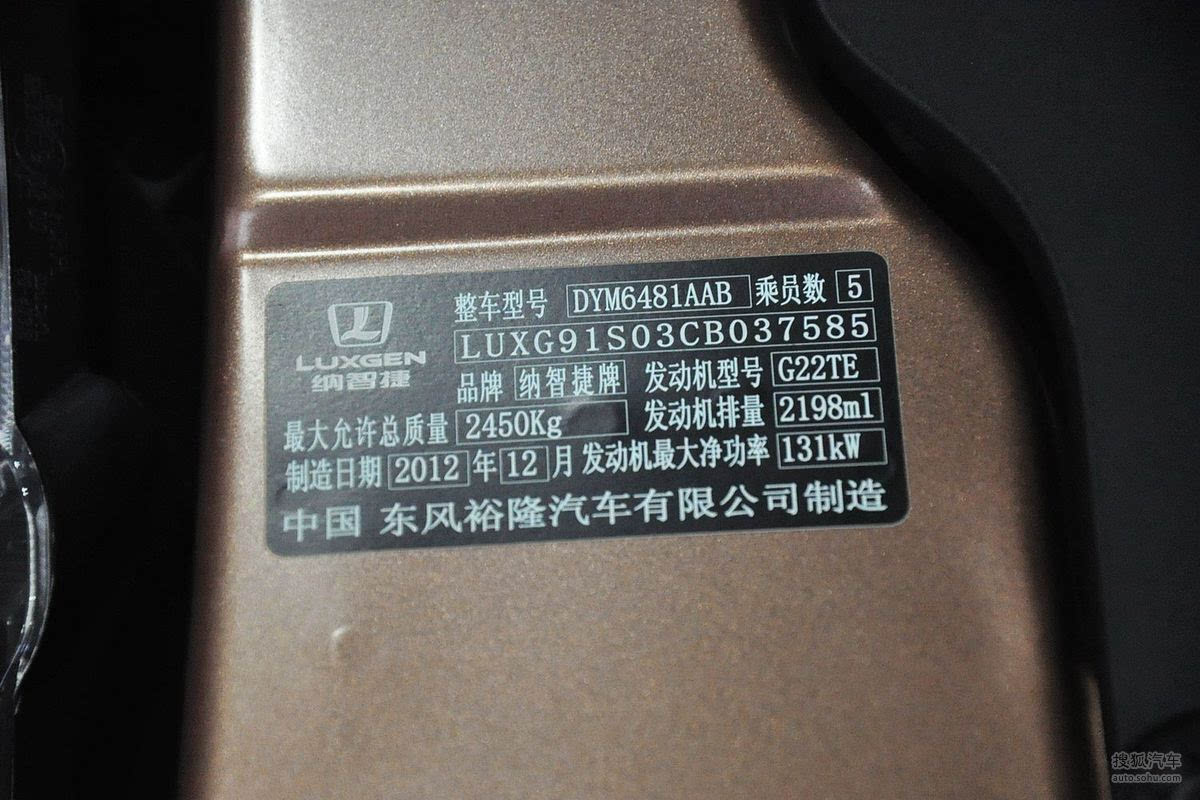 LUXGEN
纳智捷
整车型号 DYM6481AAB 乘员数 5
LUXG91S03CB037585
品牌 纳智捷牌 发动机型号 G22TE
最大允许总质量 2450Kg 发动机排量 2198ml
制造日期 2012 年 12 月 发动机最大净功率 131kW
中国 东风裕隆汽车有限公司制造
搜狐汽车
auto.sohu.com